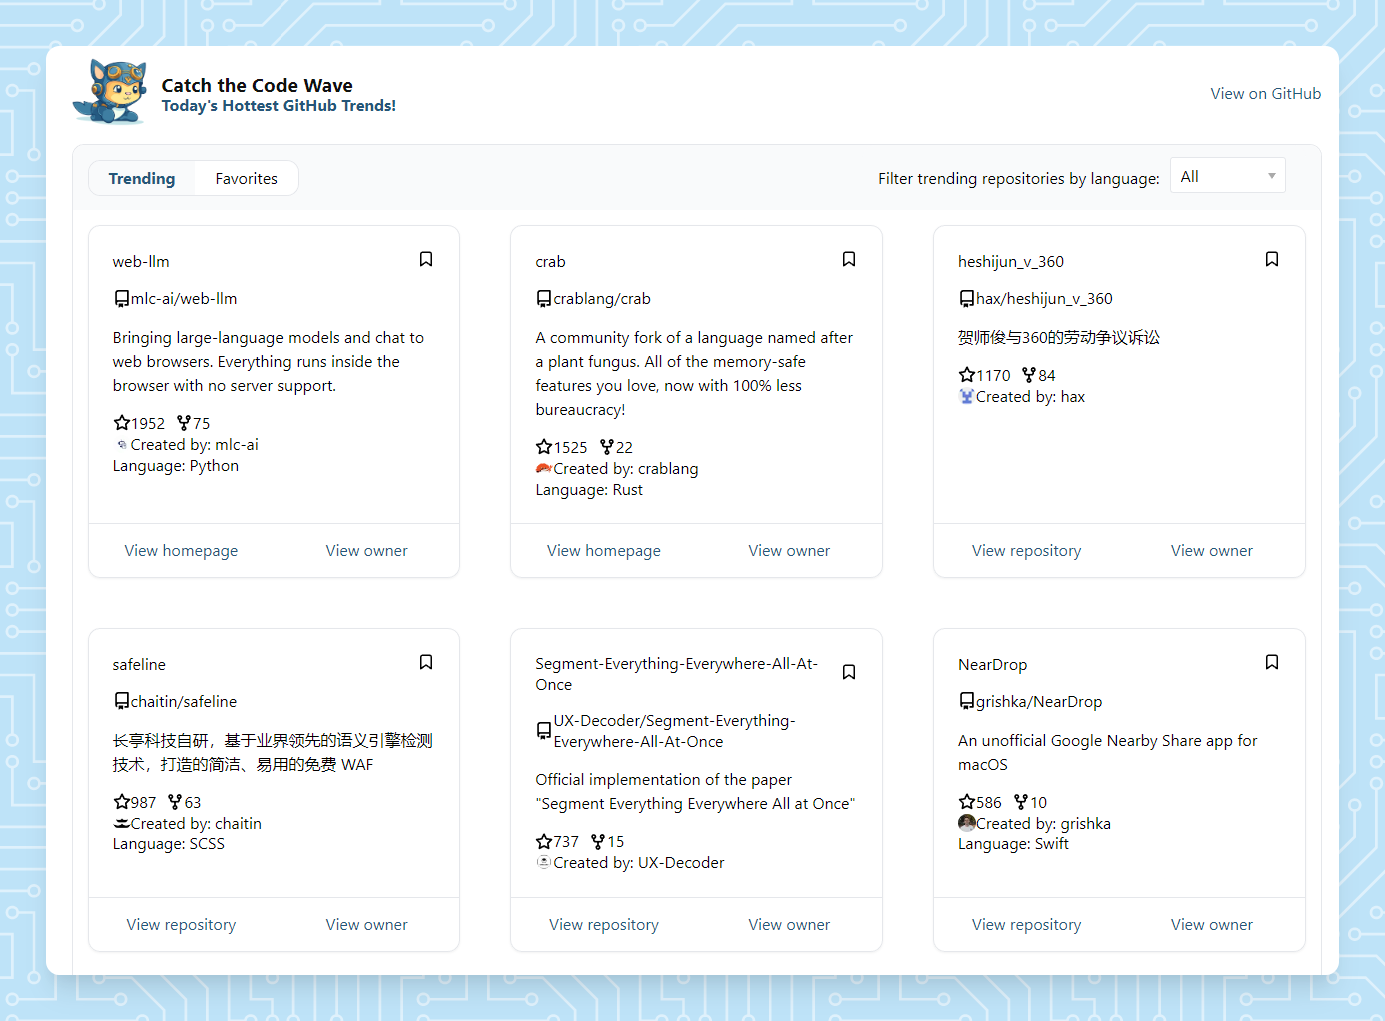 Catch the Code Wave
Today's Hottest GitHub Trends!
View on GitHub
Trending
Favorites
Filter trending repositories by language:
All
web-llm
mlc-ai/web-llm
Bringing large-language models and chat to
web browsers. Everything runs inside the
browser with no server support.
1952 75
Created by: mlc-ai
Language: Python
View homepage
View owner
crab
crablang/crab
A community fork of a language named after
a plant fungus. All of the memory-safe
features you love, now with 100% less
bureaucracy!
1525 22
Created by: crablang
Language: Rust
View homepage
View owner
heshijun_v_360
hax/heshijun_v_360
贺师俊与360的劳动争议诉讼
1170 84
Created by: hax
View repository
View owner
safeline
chaitin/safeline
长亭科技自研，基于业界领先的语义引擎检测
技术，打造的简洁、易用的免费 WAF
987 63
Created by: chaitin
Language: SCSS
View repository
View owner
Segment-Everything-Everywhere-All-At-
Once
UX-Decoder/Segment-Everything-
Everywhere-All-At-Once
Official implementation of the paper
"Segment Everything Everywhere All at Once"
737 15
Created by: UX-Decoder
View repository
View owner
NearDrop
grishka/NearDrop
An unofficial Google Nearby Share app for
macOS
586 10
Created by: grishka
Language: Swift
View repository
View owner